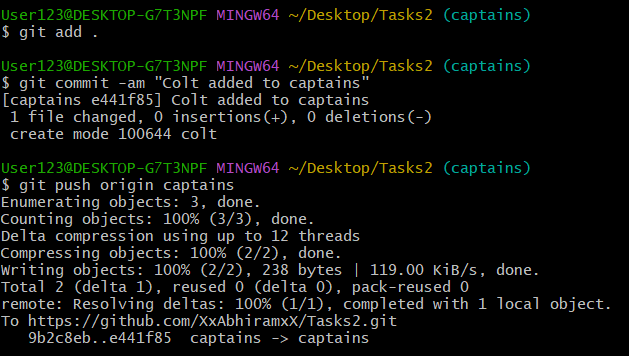 User123@DESKTOP-G7T3NPF MINGW64 ~/Desktop/Tasks2 (captains)
$ git add .
User123@DESKTOP-G7T3NPF MINGW64 ~/Desktop/Tasks2 (captains)
$ git commit -am "Colt added to captains"
[captains e441f85] Colt added to captains
 1 file changed, 0 insertions(+), 0 deletions(-)
 create mode 100644 colt
User123@DESKTOP-G7T3NPF MINGW64 ~/Desktop/Tasks2 (captains)
$ git push origin captains
Enumerating objects: 3, done.
Counting objects: 100% (3/3), done.
Delta compression using up to 12 threads
Compressing objects: 100% (2/2), done.
Writing objects: 100% (2/2), 238 bytes | 119.00 KiB/s, done.
Total 2 (delta 1), reused 0 (delta 0), pack-reused 0
remote: Resolving deltas: 100% (1/1), completed with 1 local object.
To https://github.com/XxAbhiramxX/Tasks2.git
   9b2c8eb..e441f85  captains -> captains